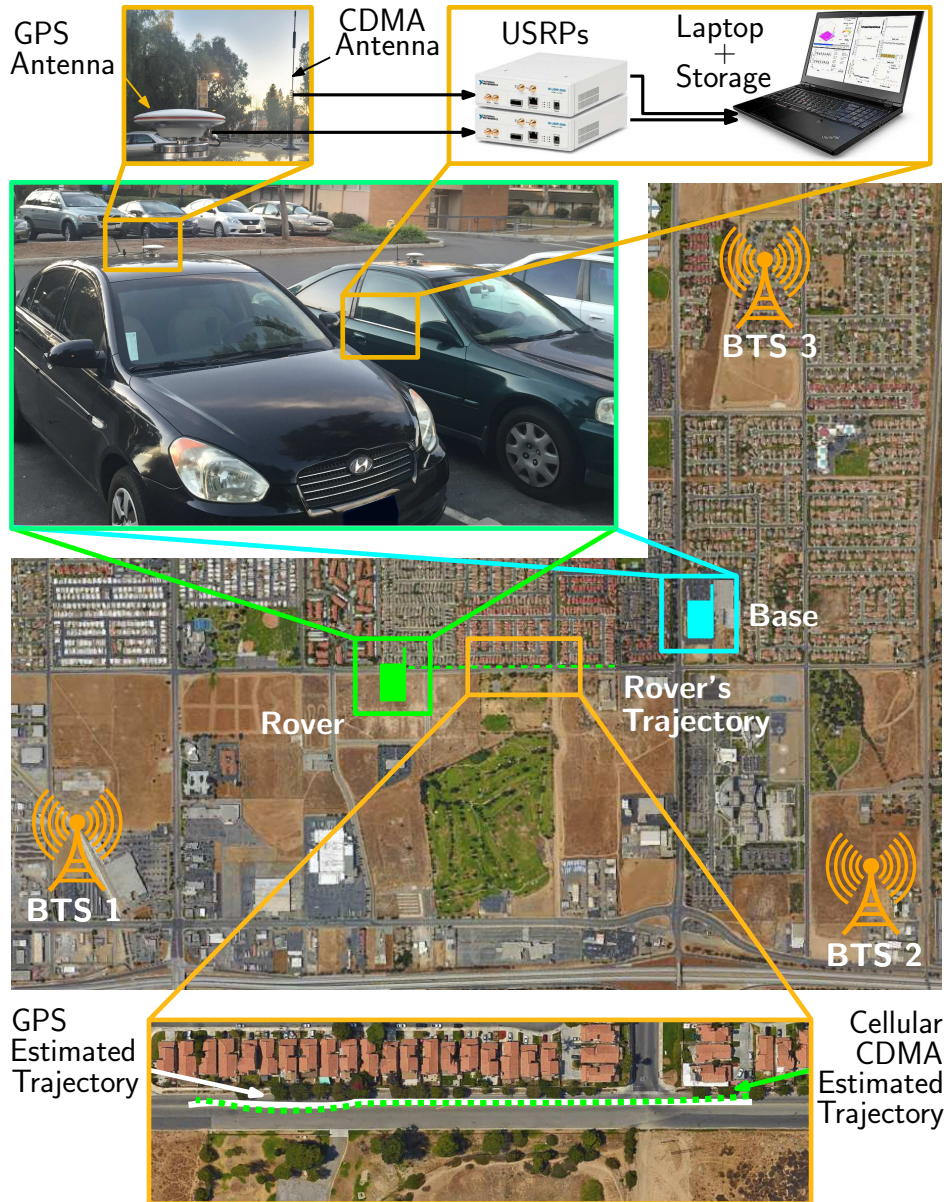 GPS
Antenna
CDMA
Antenna
USRPs
Laptop
+
Storage
BTS 3
Base
Rover
Rover's
Trajectory
BTS 1
BTS 2
GPS
Estimated
Trajectory
Cellular
CDMA
Estimated
Trajectory